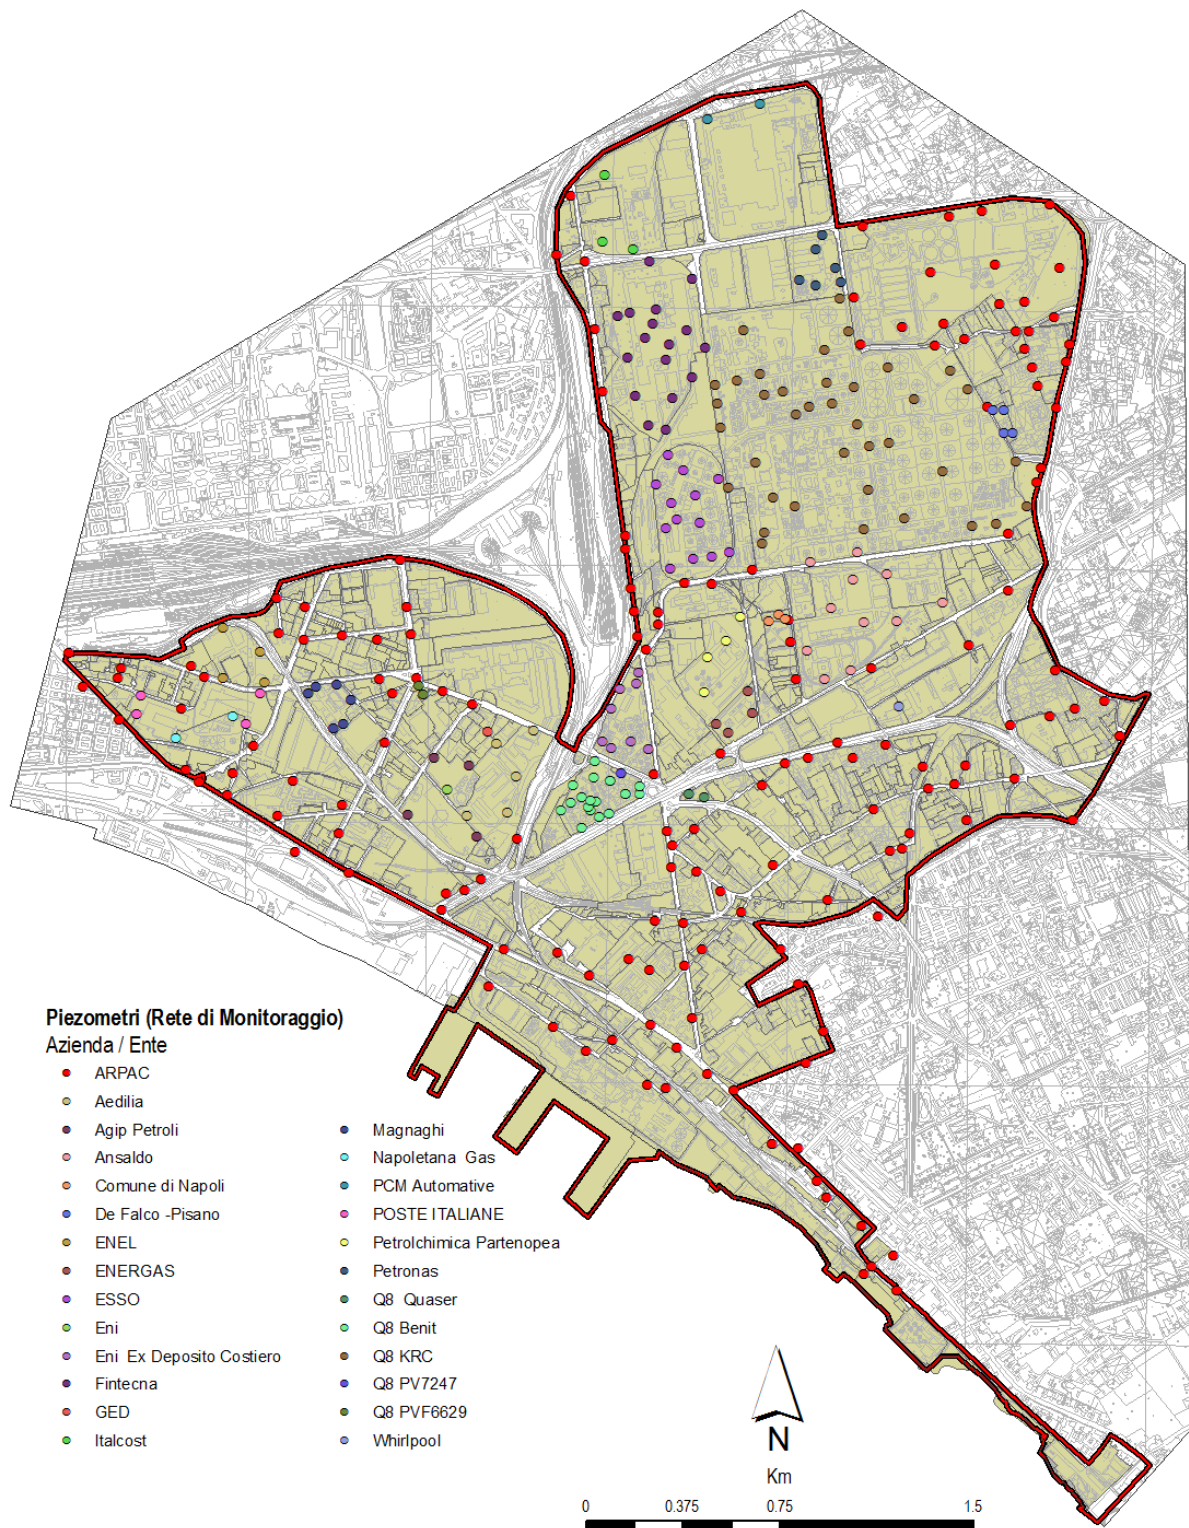 Piezometri (Rete di Monitoraggio)
Azienda / Ente
ARPAC
Aedilia
Agip Petroli
Ansaldo
Comune di Napoli
De Falco -Pisano
ENEL
ENERGAS
ESSO
Eni
Eni Ex Deposito Costiero
Fintecna
GED
Italcost
Magnaghi
Napoletana Gas
PCM Automative
POSTE ITALIANE
Petrolchimica Partenopea
Petronas
Q8 Quaser
Q8 Benit
Q8 KRC
Q8 PV7247
Q8 PVF6629
Whirlpool
N
Km
0 0.375 0.75 1.5